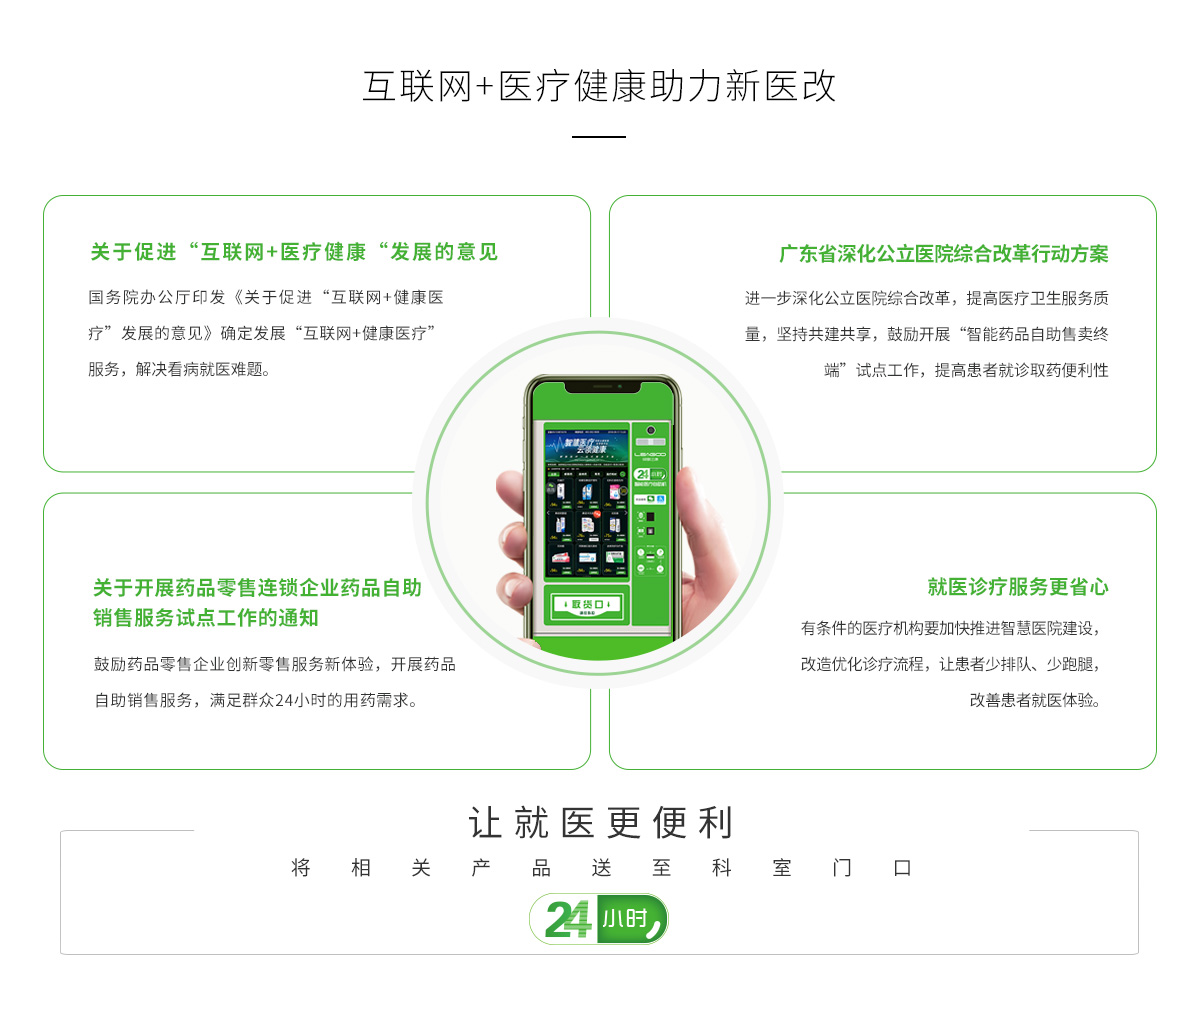 互联网+医疗健康助力新医改
关于促进“互联网+医疗健康“发展的意见
国务院办公厅印发《关于促进“互联网+健康医
疗”发展的意见》确定发展“互联网+健康医疗”
服务，解决看病就医难题。
广东省深化公立医院综合改革行动方案
进一步深化公立医院综合改革，提高医疗卫生服务质
量，坚持共建共享，鼓励开展“智能药品自助售卖终
端”试点工作，提高患者就诊取药便利性
智慧医疗
云领健康
LEAGOO
24小时
取货口
关于开展药品零售连锁企业药品自助
销售服务试点工作的通知
鼓励药品零售企业创新零售服务新体验，开展药品
自助销售服务，满足群众24小时的用药需求。
就医诊疗服务更省心
有条件的医疗机构要加快推进智慧医院建设，
改造优化诊疗流程，让患者少排队、少跑腿，
改善患者就医体验。
让就医更便利
将相关产品送至科室门口
24小时